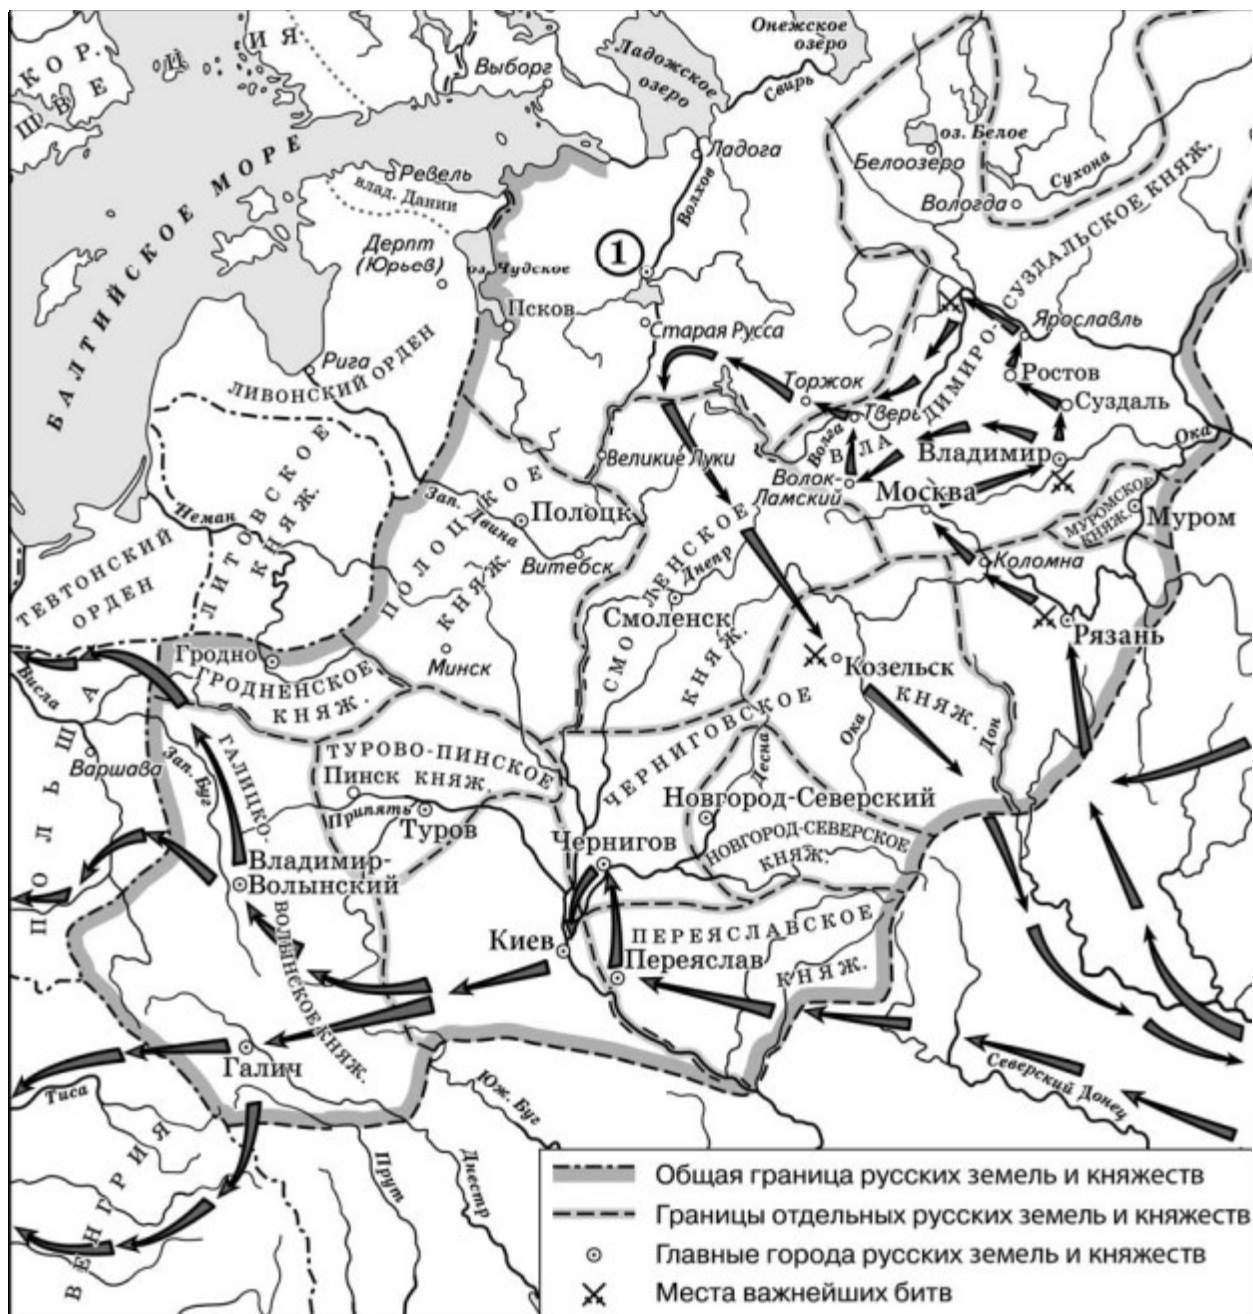 КОР.
ШВЕ
Ц
И Я
БАЛТИЙСКОЕ МОРЕ
Выборг
Ладожское
озеро
Онежское
озеро
Свирь
Ладога
Волхов
оз. Белое
Белоозеро
Вологда
Сухона
Ревель
влад. Дании
Дерпт
(Юрьев)
оз. Чудское
1
Псков
Старая Русса
Рига
ЛИВОНСКИЙ ОРДЕН
Торжок
Тверь
Волга
ВЛАДИМИРО-СУЗДАЛЬСКОЕ КНЯЖ.
Ярославль
Ростов
Суздаль
Ока
Владимир
Волок-
Ламский
Москва
Великие Луки
МУРОМСКОЕ
КНЯЖ.
Муром
Коломна
Рязань
Неман
ЛИТОВСКОЕ
КНЯЖ.
ТЕВТОНСКИЙ
ОРДЕН
Зап. Двина
Полоцк
ПОЛОЦКОЕ
КНЯЖ.
Витебск
Минск
СМОЛЕНСКОЕ
КНЯЖ.
Днепр
Смоленск
Козельск
Гродно
ГРОДНЕНСКОЕ
КНЯЖ.
Висла
ПОЛЬША
Варшава
Зап. Буг
ГАЛИЦКО-
ВОЛЫНСКОЕ КНЯЖ.
ТУРОВО-ПИНСКОЕ
КНЯЖ.
Пинск
Припять
Туров
ЧЕРНИГОВСКОЕ
КНЯЖ.
Ока
Дон
Десна
Новгород-Северский
НОВГОРОД-СЕВЕРСКОЕ
КНЯЖ.
Чернигов
Владимир-
Волынский
Киев
ПЕРЕЯСЛАВСКОЕ
КНЯЖ.
Переяслав
Галич
Тиса
ВЕНГРИЯ
Прут
Днестр
Юж. Буг
Северский Донец
Общая граница русских земель и княжеств
Границы отдельных русских земель и княжеств
Главные города русских земель и княжеств
Места важнейших битв